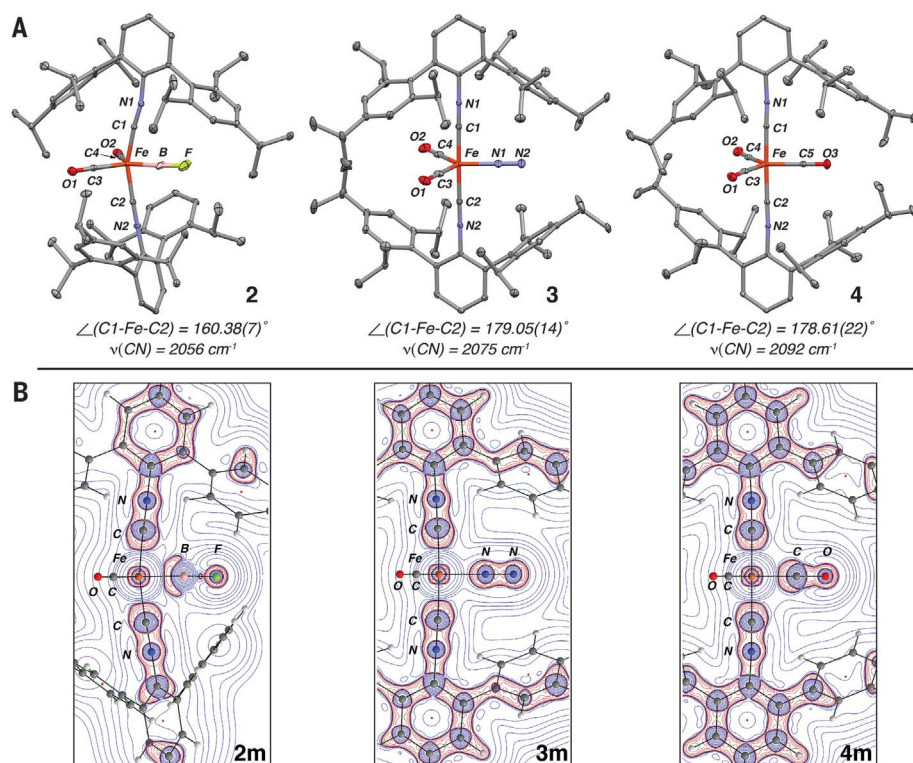 A
N1
C1
O2
Fe
B
F
C4
O1
C3
C2
N2
2
∠(C1-Fe-C2) = 160.38(7)°
ν(CN) = 2056 cm⁻¹
N1
C1
O2
C4
Fe
N1
N2
O1
C3
C2
N2
3
∠(C1-Fe-C2) = 179.05(14)°
ν(CN) = 2075 cm⁻¹
N1
C1
O2
C4
Fe
C5
O3
O1
C3
C2
N2
4
∠(C1-Fe-C2) = 178.61(22)°
ν(CN) = 2092 cm⁻¹
B
N
C
Fe
B
F
O
C
C
N
2m
N
C
Fe
N
N
O
C
C
N
3m
N
C
Fe
C
O
O
C
C
N
4m